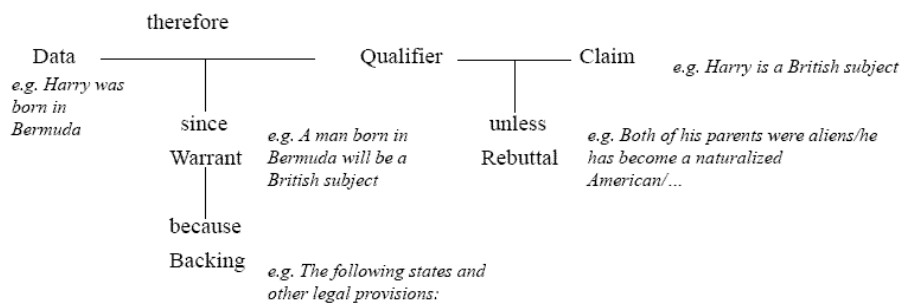 therefore
Data Qualifier Claim e.g. Harry is a British subject
e.g. Harry was
born in
Bermuda
since
Warrant
e.g. A man born in
Bermuda will be a
British subject
unless
Rebuttal
e.g. Both of his parents were aliens/he
has become a naturalized
American/…
because
Backing
e.g. The following states and
other legal provisions: